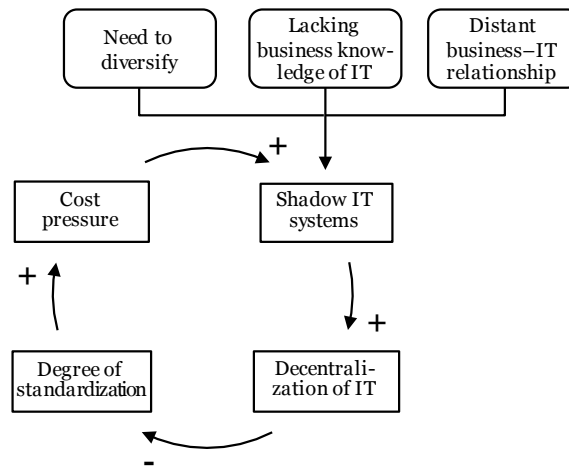 Need to
diversify
Lacking
business know-
ledge of IT
Distant
business–IT
relationship
+
Cost
pressure
Shadow IT
systems
+
+
Degree of
standardization
Decentrali-
zation of IT
-